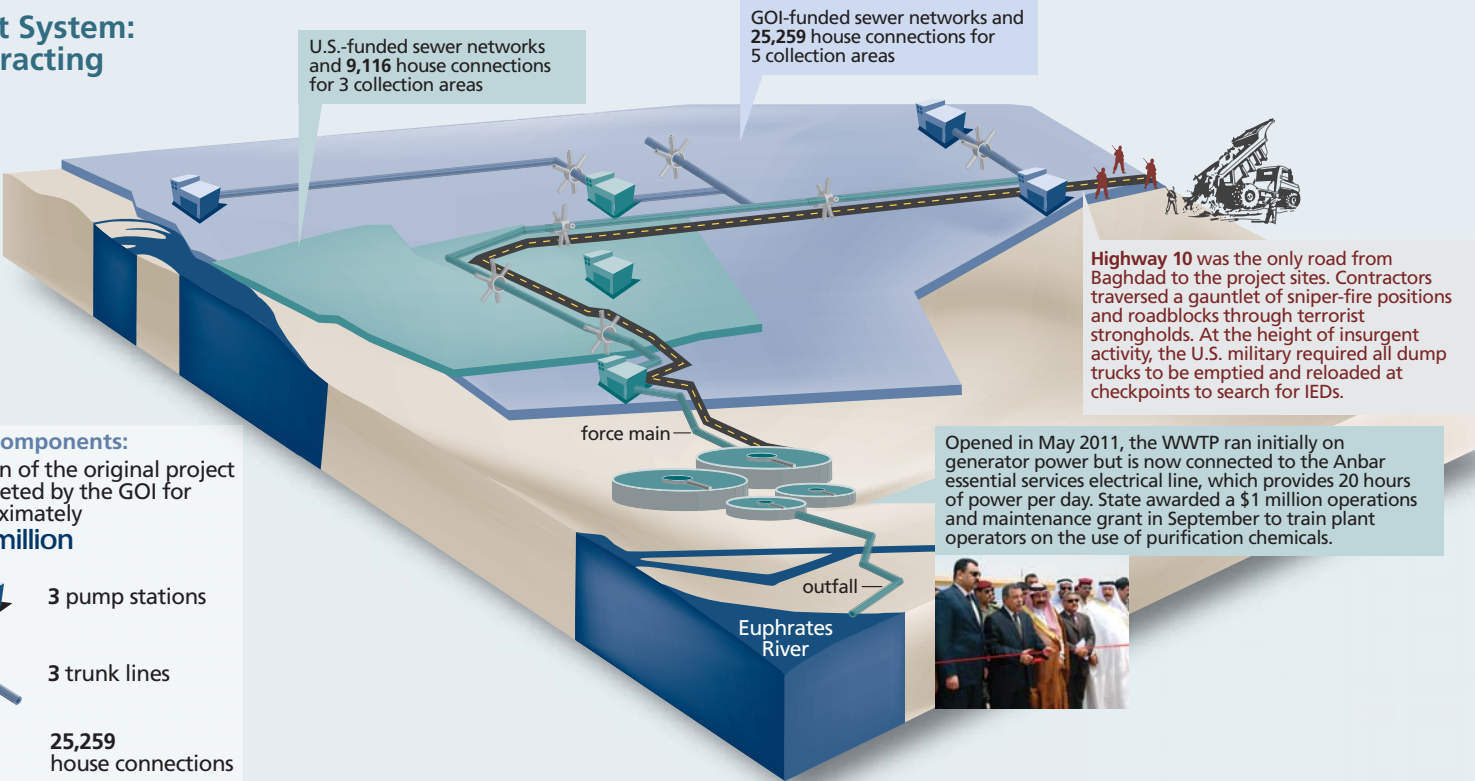 t System:
racting
U.S.-funded sewer networks
and 9,116 house connections
for 3 collection areas
GOI-funded sewer networks and
25,259 house connections for
5 collection areas
Highway 10 was the only road from
Baghdad to the project sites. Contractors
traversed a gauntlet of sniper-fire positions
and roadblocks through terrorist
strongholds. At the height of insurgent
activity, the U.S. military required all dump
trucks to be emptied and reloaded at
checkpoints to search for IEDs.
force main
Opened in May 2011, the WWTP ran initially on
generator power but is now connected to the Anbar
essential services electrical line, which provides 20 hours
of power per day. State awarded a $1 million operations
and maintenance grant in September to train plant
operators on the use of purification chemicals.
outfall
Euphrates
River
omponents:
n of the original project
eted by the GOI for
ximately
million
3 pump stations
3 trunk lines
25,259
house connections